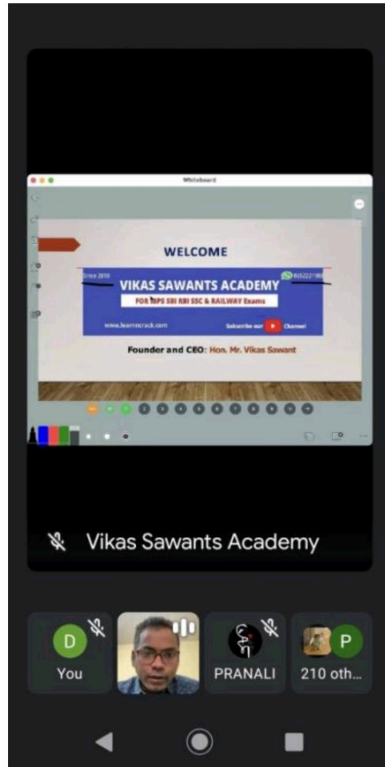 Whiteboard
WELCOME
Since 2010
VIKAS SAWANTS ACADEMY
FOR IBPS SBI RBI SSC & RAILWAY Exams
www.learnncrack.com
Subscribe our Channel
Founder and CEO: Hon. Mr. Vikas Sawant
Vikas Sawants Academy
D
P
You
PRANALI
210 oth...